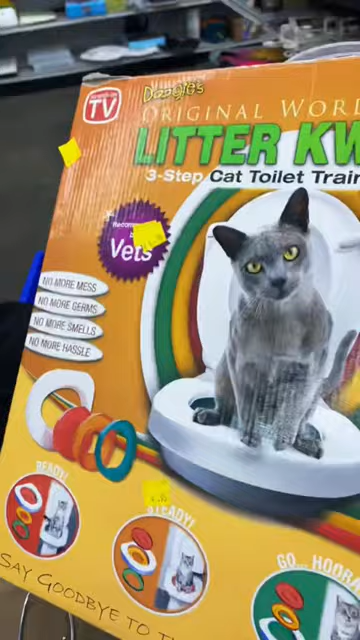 TV
Doogie's
ORIGINAL WORL
LITTER KW
3-Step Cat Toilet Train
Vets
NO MORE MESS
NO MORE GERMS
NO MORE SMELLS
NO MORE HASSLE
READY!
STEADY!
GO... HOORA
SAY GOODBYE TO